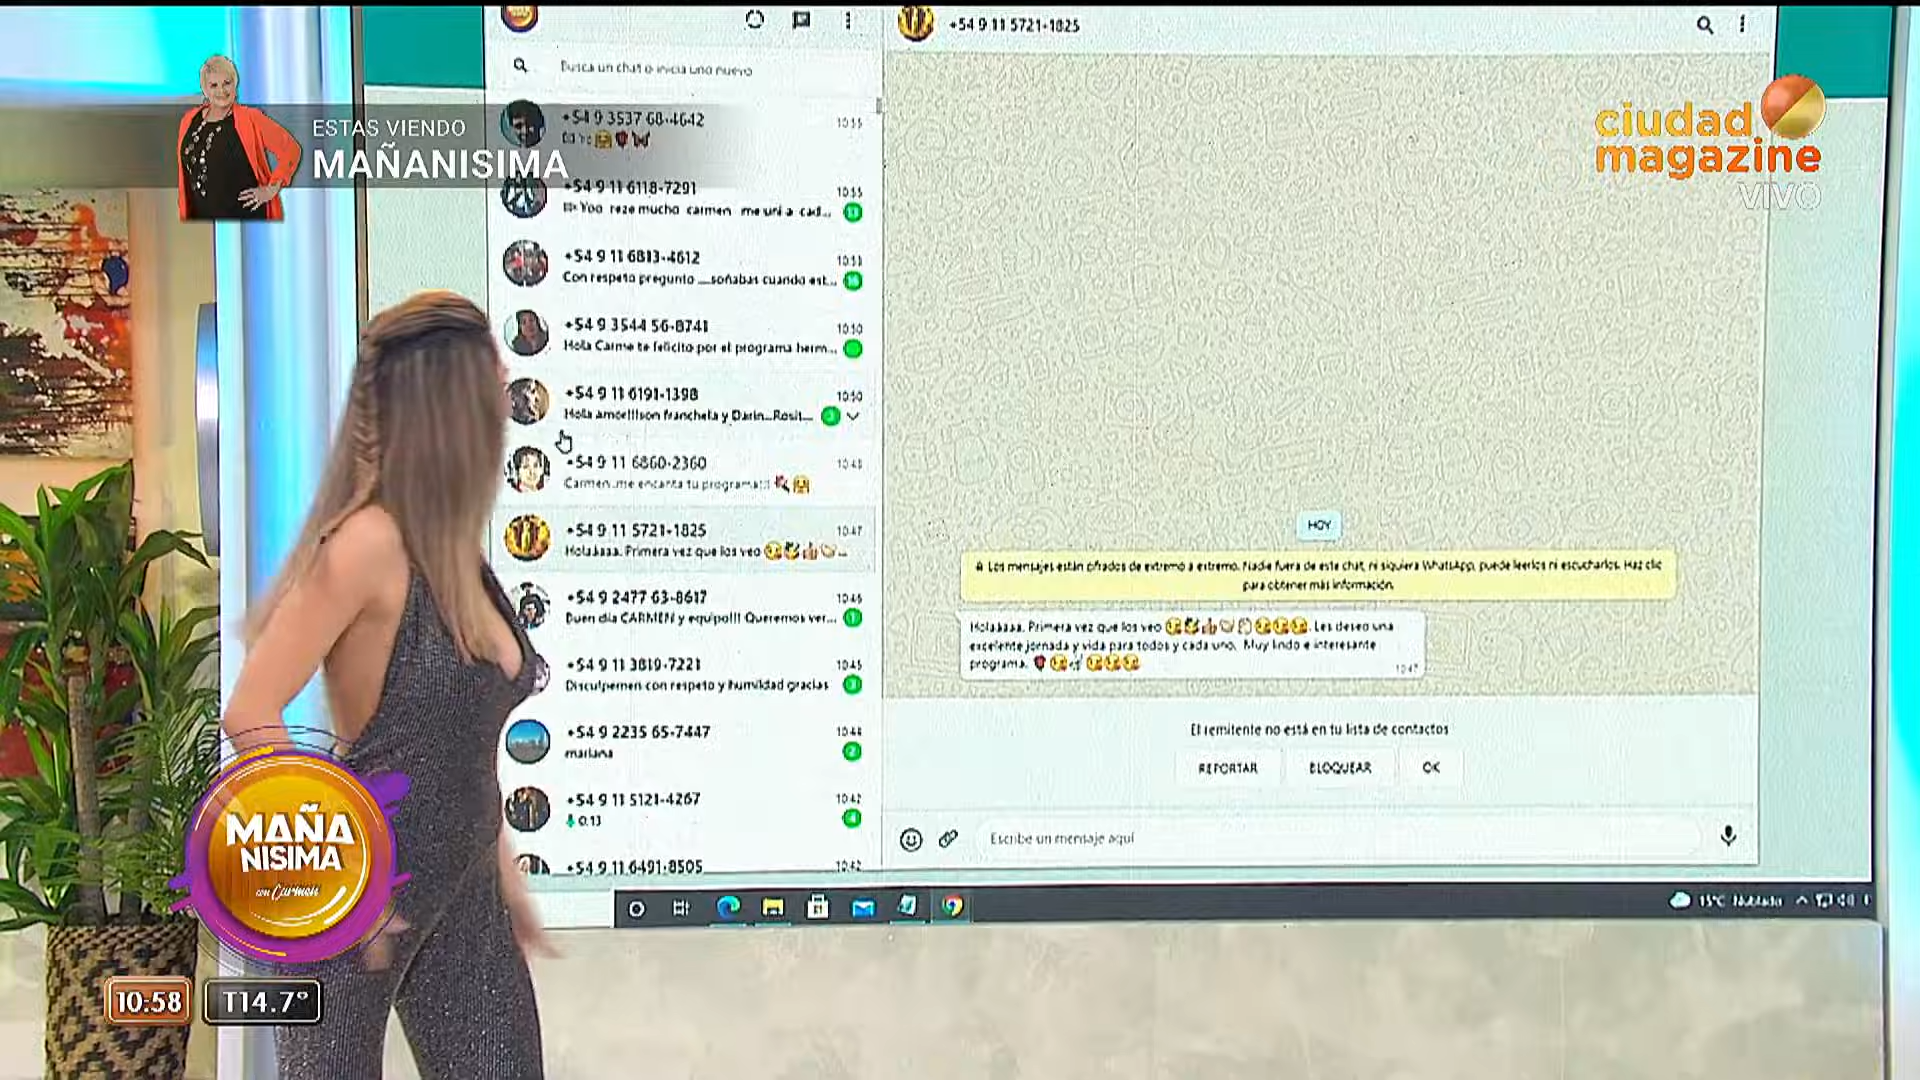 +54 9 11 5721-1825
Busca un chat o inicia uno nuevo
+54 9 3537 68-4642
10:55
ESTAS VIENDO
MAÑANISIMA
ciudad
magazine
VIVO
+54 9 11 6118-7291
10:55
Yoo reze mucho carmen me uni a cad...
+54 9 11 6813-4612
Con respeto pregunto ....soñabas cuando est...
+54 9 3544 56-8741
10:50
Hola Carme te felicito por el programa herm...
+54 9 11 6191-1398
10:50
Hola amor!!!son franchela y Darin...Rosit...
+54 9 11 6860-2360
10:48
Carmen..me encanta tu programa!!!
+54 9 11 5721-1825
10:47
Holaáaaa. Primera vez que los veo
+54 9 2477 63-8617
10:46
Buen día CARMEN y equipo!!! Queremos ver...
1
+54 9 11 3819-7221
10:45
Disculpemen con respeto y humildad gracias
3
+54 9 2235 65-7447
10:44
mariana
2
+54 9 11 5121-4267
10:42
0:13
4
+54 9 11 6491-8505
10:42
HOY
Los mensajes están cifrados de extremo a extremo. Nadie fuera de este chat, ni siquiera WhatsApp, puede leerlos ni escucharlos. Haz clic
para obtener más información.
Holaáaaa. Primera vez que los veo . Les deseo una
excelente jornada y vida para todos y cada uno. Muy lindo e interesante
programa.
10:47
El remitente no está en tu lista de contactos
REPORTAR BLOQUEAR OK
Escribe un mensaje aquí
15°C Nublado
MAÑA
NISIMA
con Carmen
10:58
T14.7°